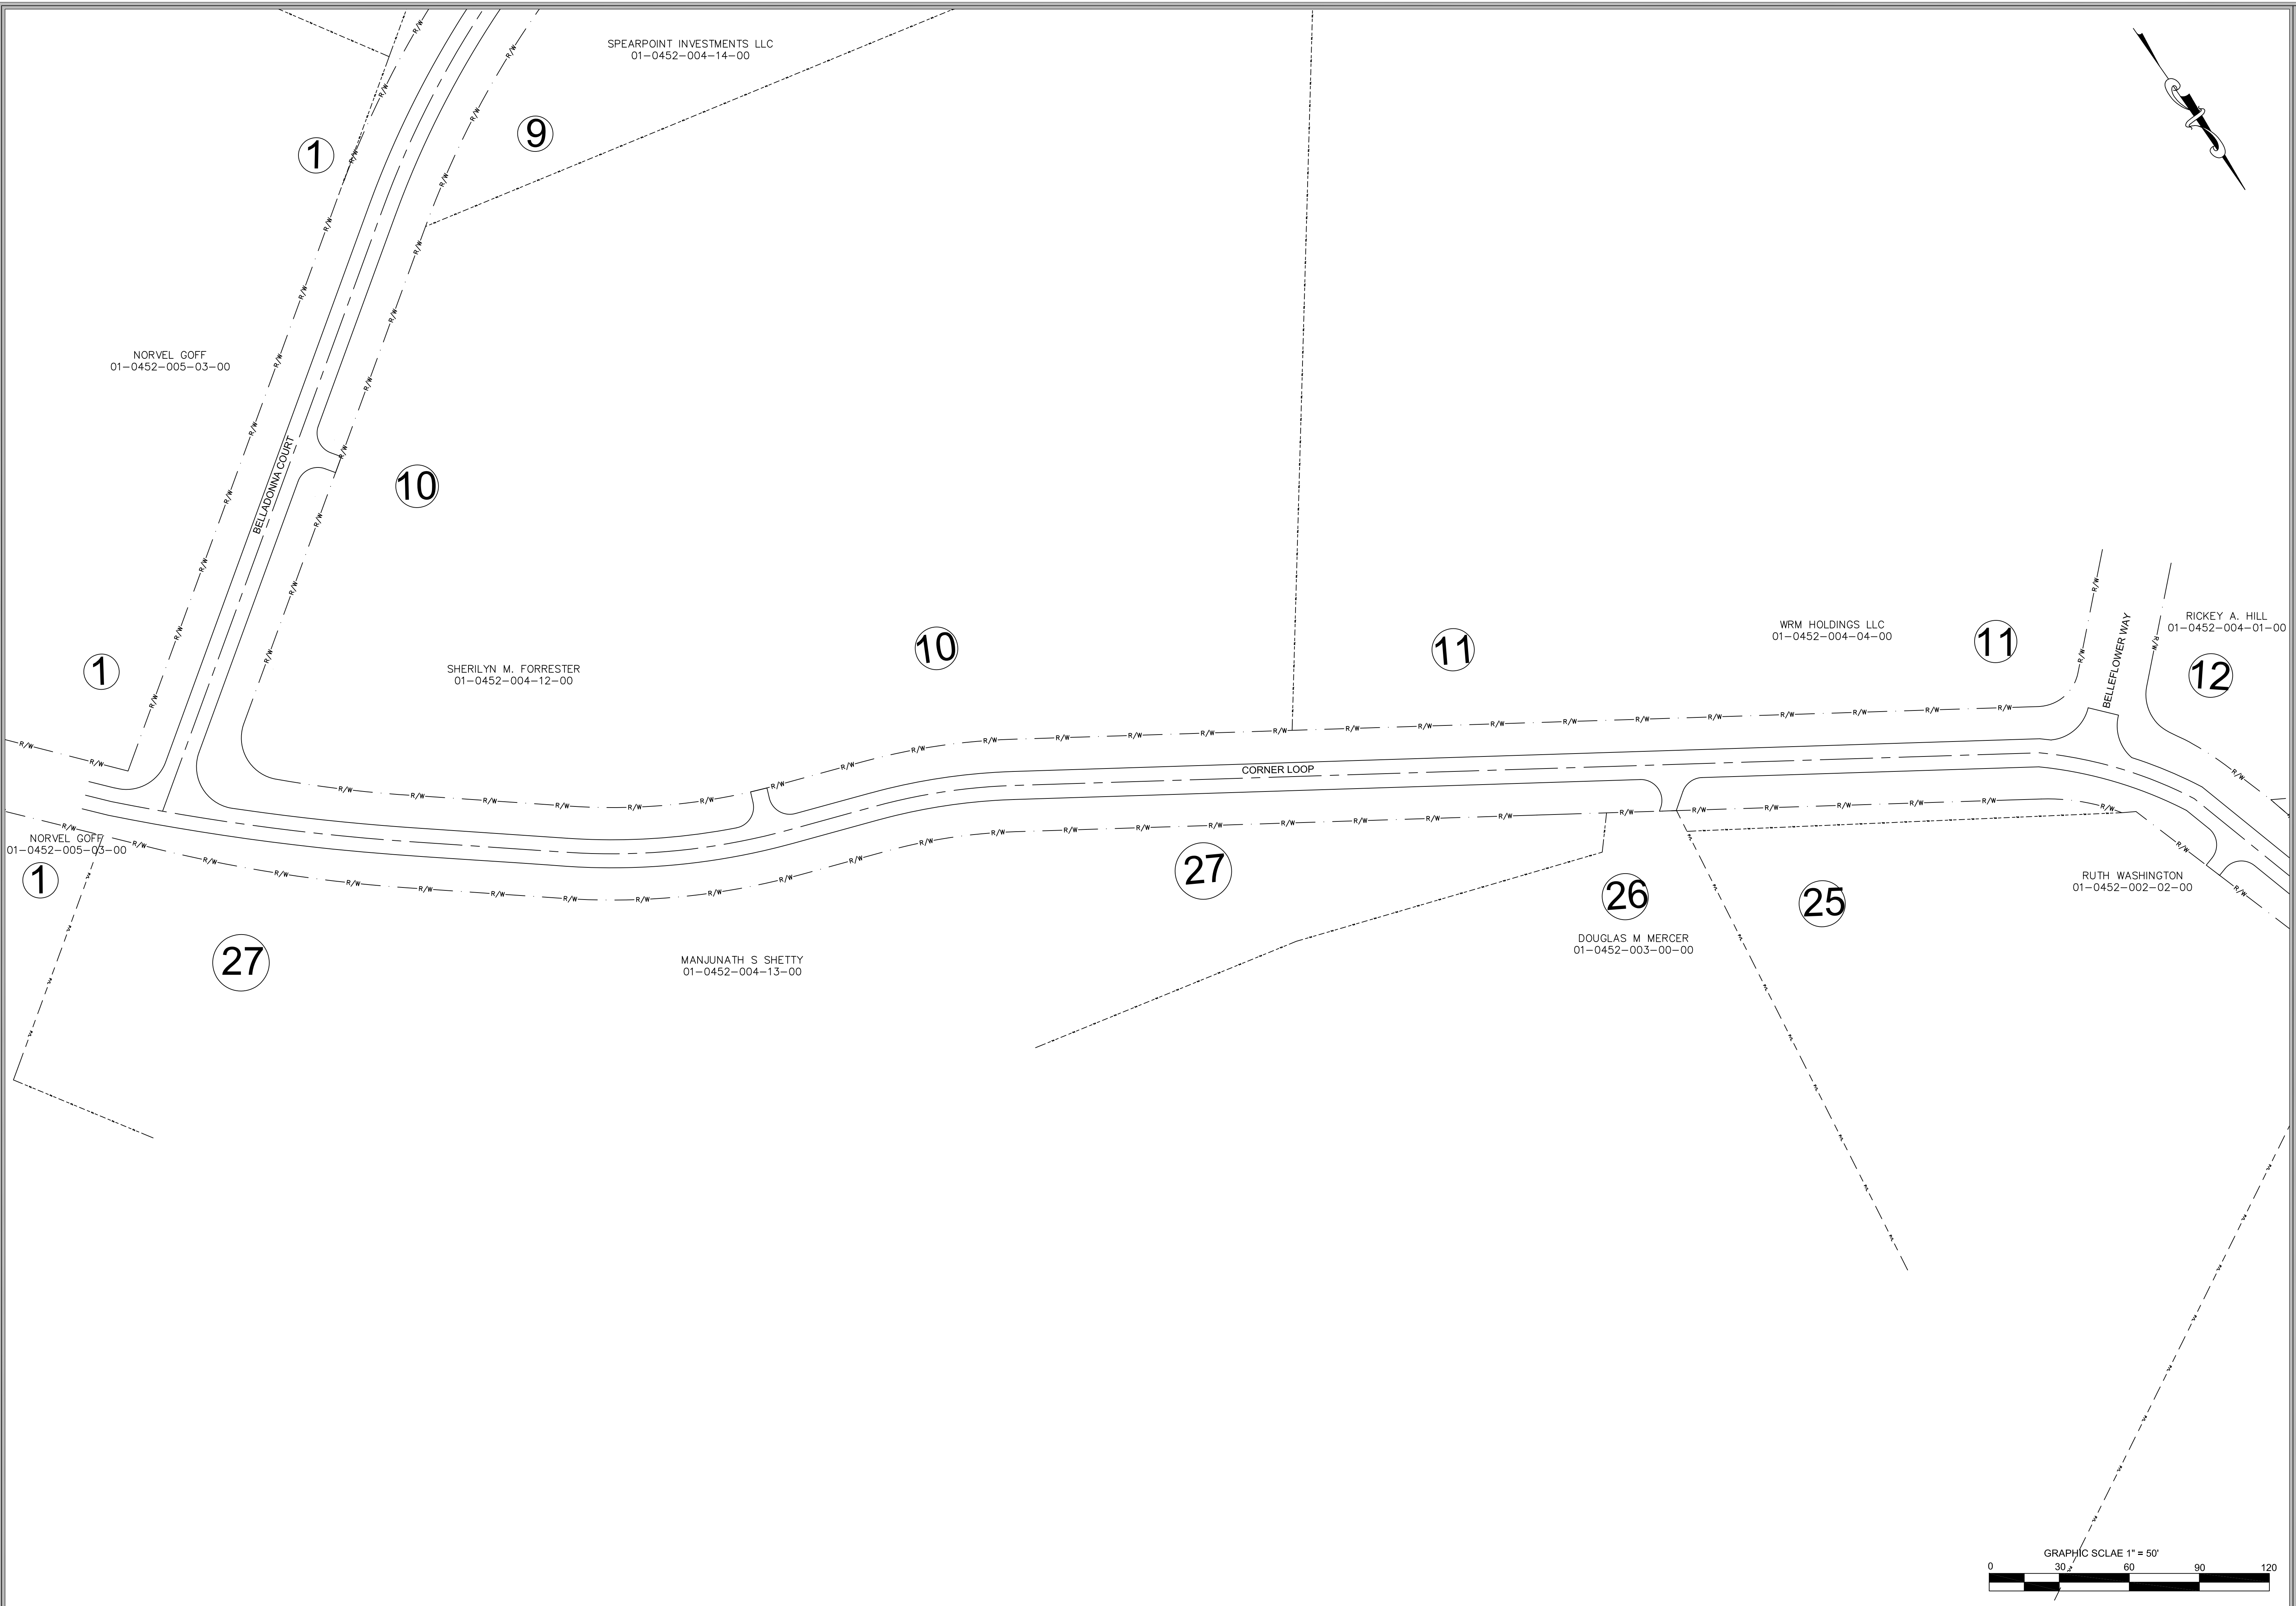 SPEARPOINT INVESTMENTS LLC
01-0452-004-14-00
9
1
NORVEL GOFF
01-0452-005-03-00
BELLADONNA COURT
10
SHERILYN M. FORRESTER
01-0452-004-12-00
10
11
WRM HOLDINGS LLC
01-0452-004-04-00
11
BELLEFLOWER WAY
RICKEY A. HILL
01-0452-004-01-00
12
1
R/W
CORNER LOOP
NORVEL GOFF
01-0452-005-03-00
1
27
MANJUNATH S SHETTY
01-0452-004-13-00
27
26
DOUGLAS M MERCER
01-0452-003-00-00
25
RUTH WASHINGTON
01-0452-002-02-00
GRAPHIC SCLAE 1" = 50'
0 30 60 90 120